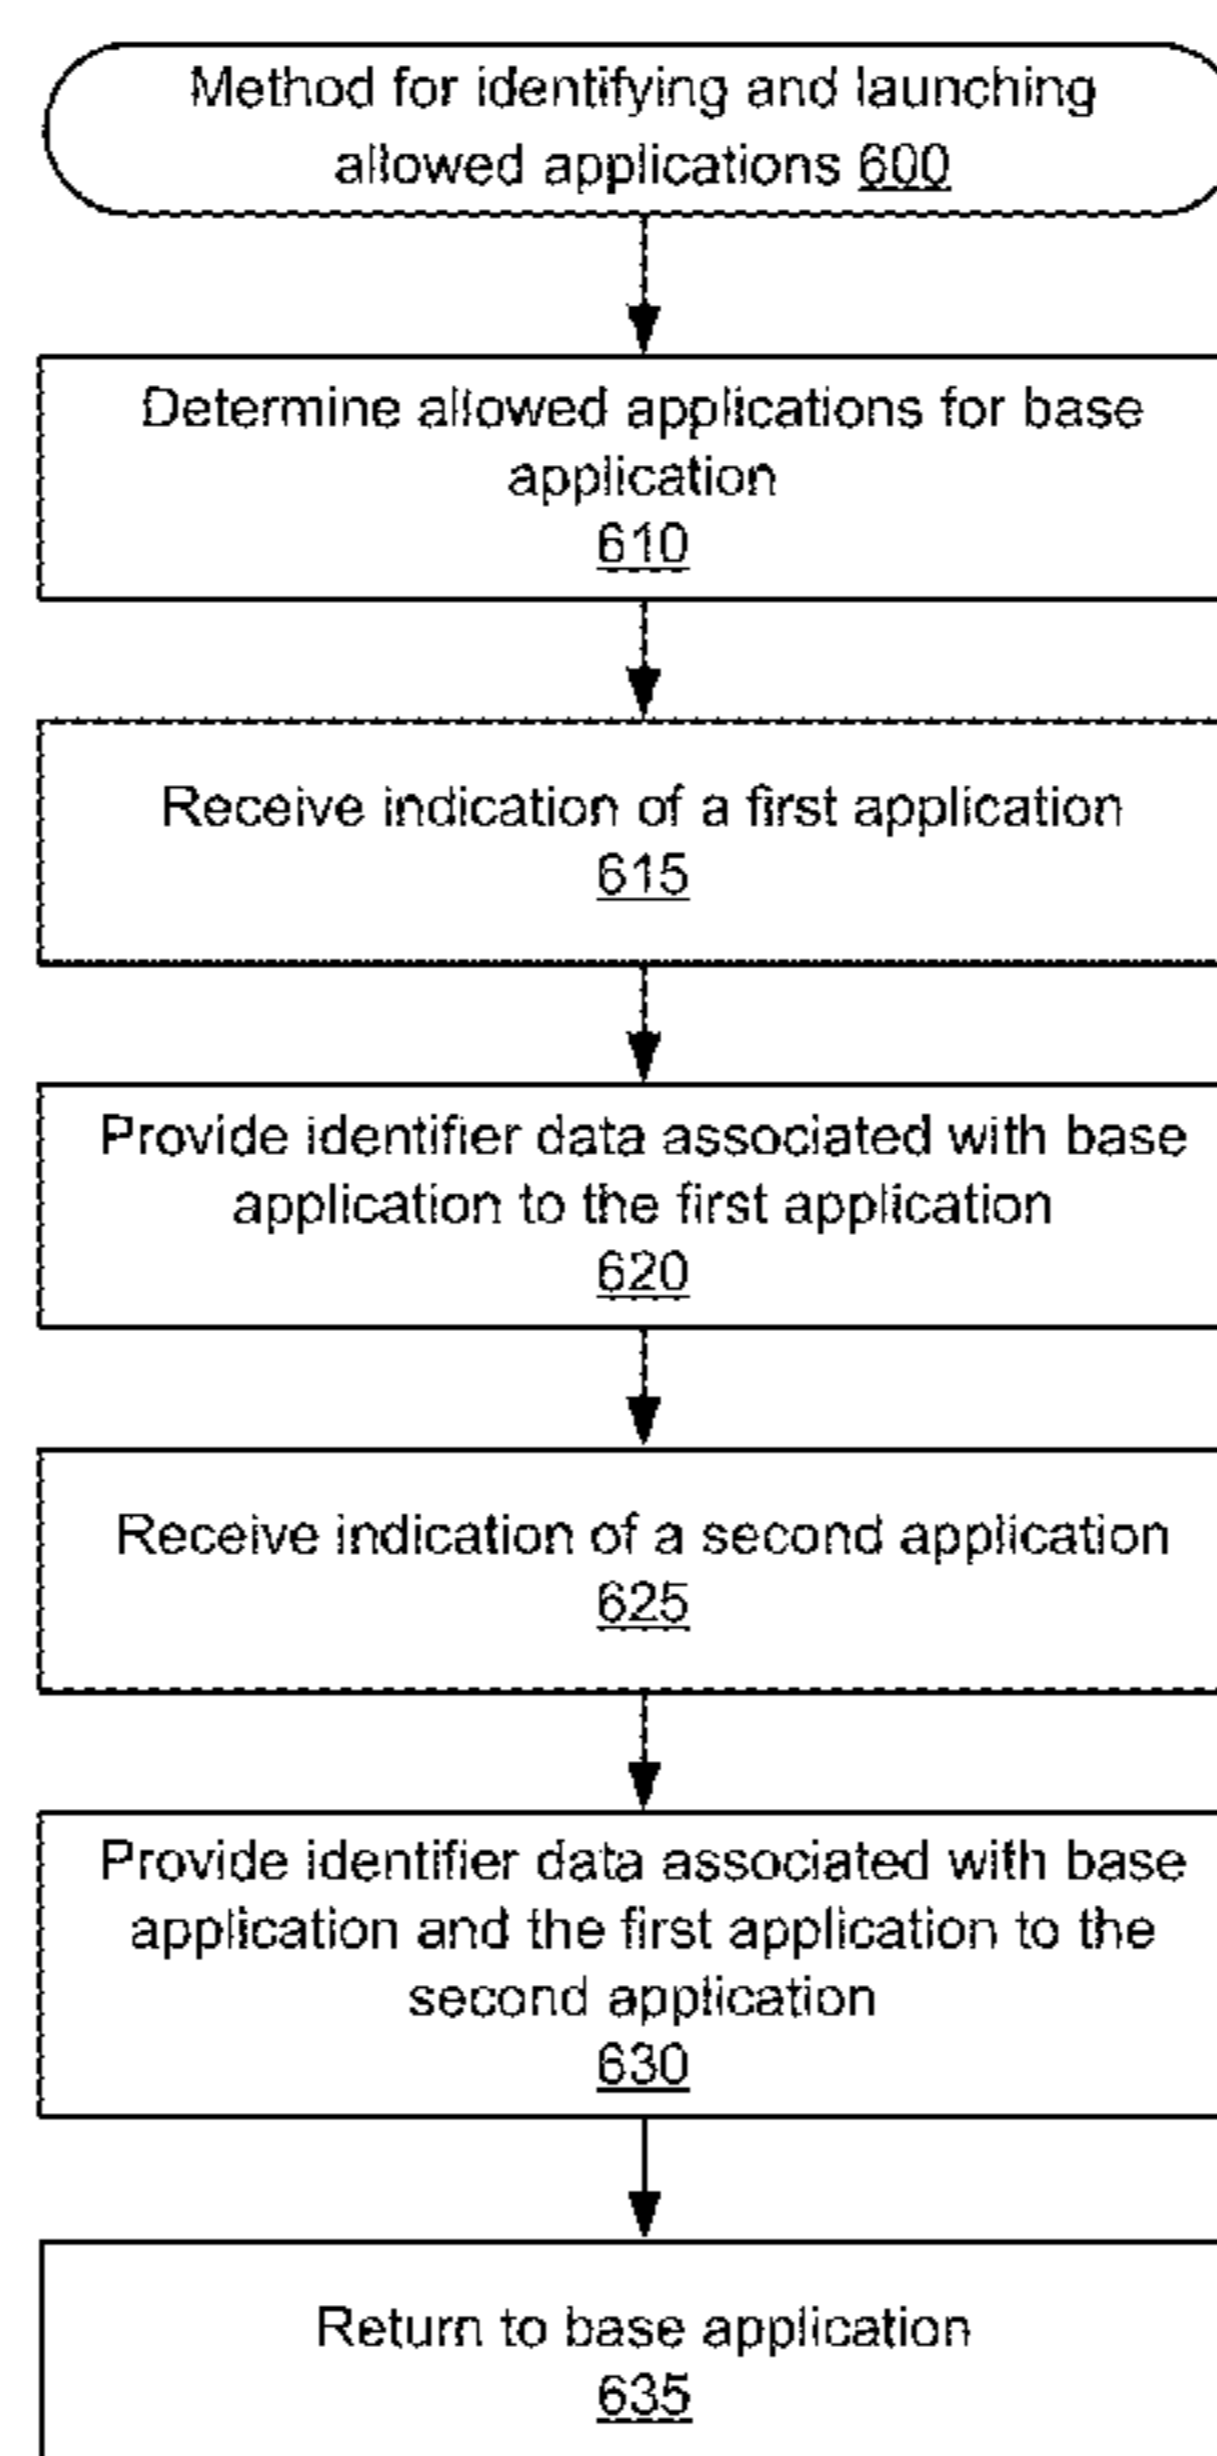 Method for identifying and launching
allowed applications 600
Determine allowed applications for base
application
610
Receive indication of a first application
615
Provide identifier data associated with base
application to the first application
620
Receive indication of a second application
625
Provide identifier data associated with base
application and the first application to the
second application
630
Return to base application
635